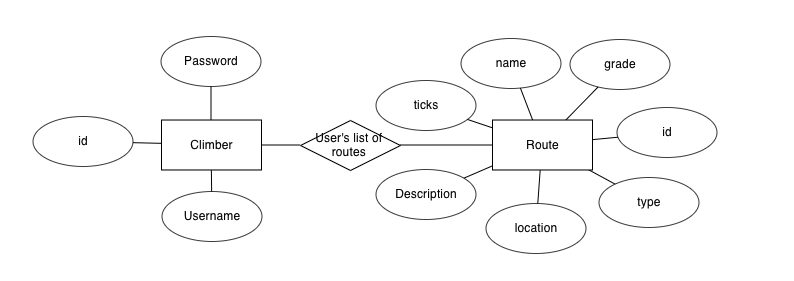 Password
name
grade
ticks
id
id
Climber
User's list of
routes
Route
Description
type
Username
location